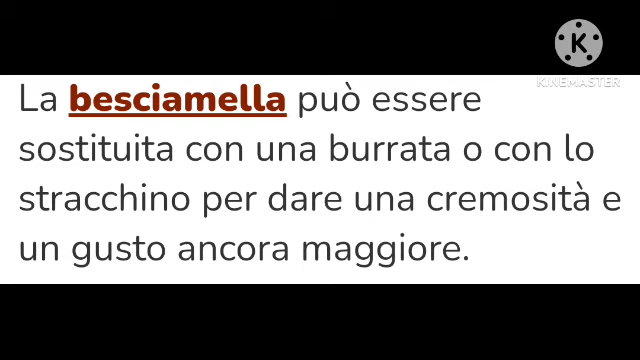 K
KINEMASTER
La besciamella può essere
sostituita con una burrata o con lo
stracchino per dare una cremosità e
un gusto ancora maggiore.